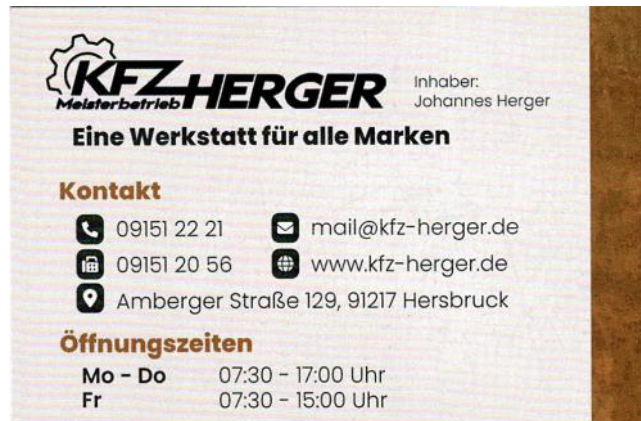 KFZ HERGER
Meisterbetrieb
Inhaber:
Johannes Herger
Eine Werkstatt für alle Marken
Kontakt
09151 22 21
mail@kfz-herger.de
09151 20 56
www.kfz-herger.de
Amberger Straße 129, 91217 Hersbruck
Öffnungszeiten
Mo - Do 07:30 - 17:00 Uhr
Fr 07:30 - 15:00 Uhr